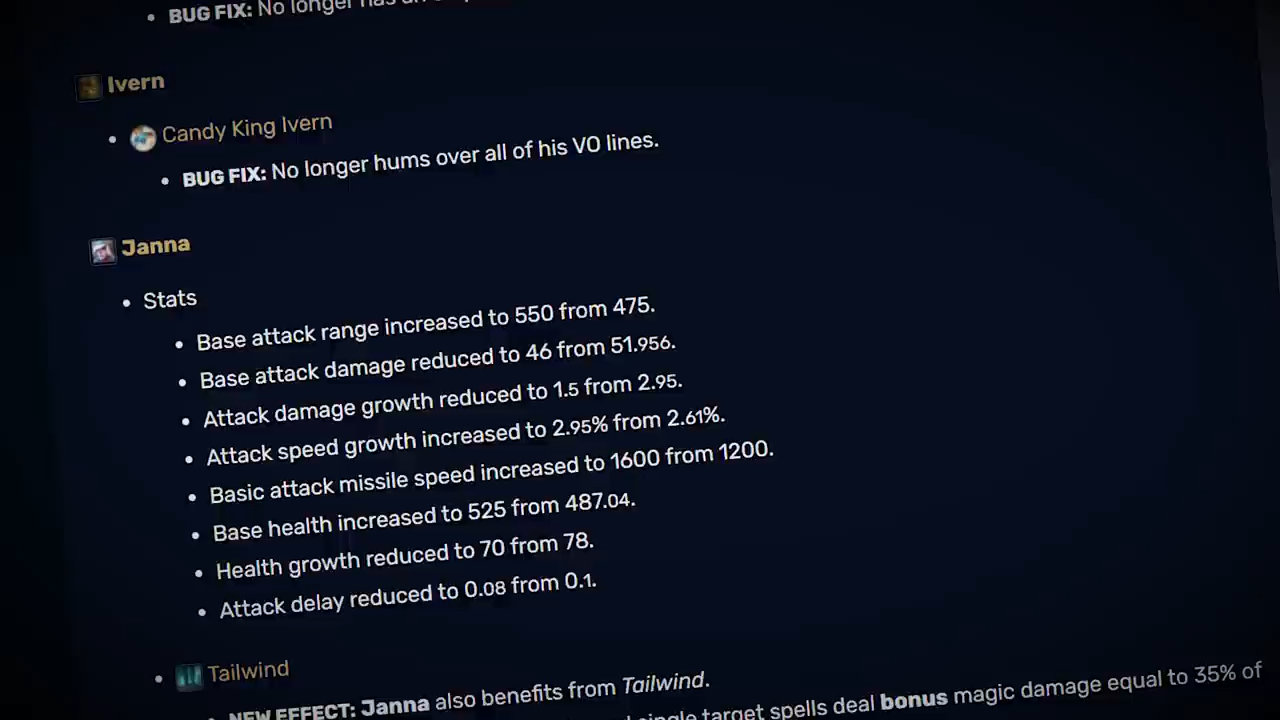 BUG FIX: No longer has an
Ivern
Candy King Ivern
BUG FIX: No longer hums over all of his VO lines.
Janna
Stats
Base attack range increased to 550 from 475.
Base attack damage reduced to 46 from 51.956.
Attack damage growth reduced to 1.5 from 2.95.
Attack speed growth increased to 2.95% from 2.61%.
Basic attack missile speed increased to 1600 from 1200.
Base health increased to 525 from 487.04.
Health growth reduced to 70 from 78.
Attack delay reduced to 0.08 from 0.1.
Tailwind
NEW EFFECT: Janna also benefits from Tailwind.
single target spells deal bonus magic damage equal to 35% of